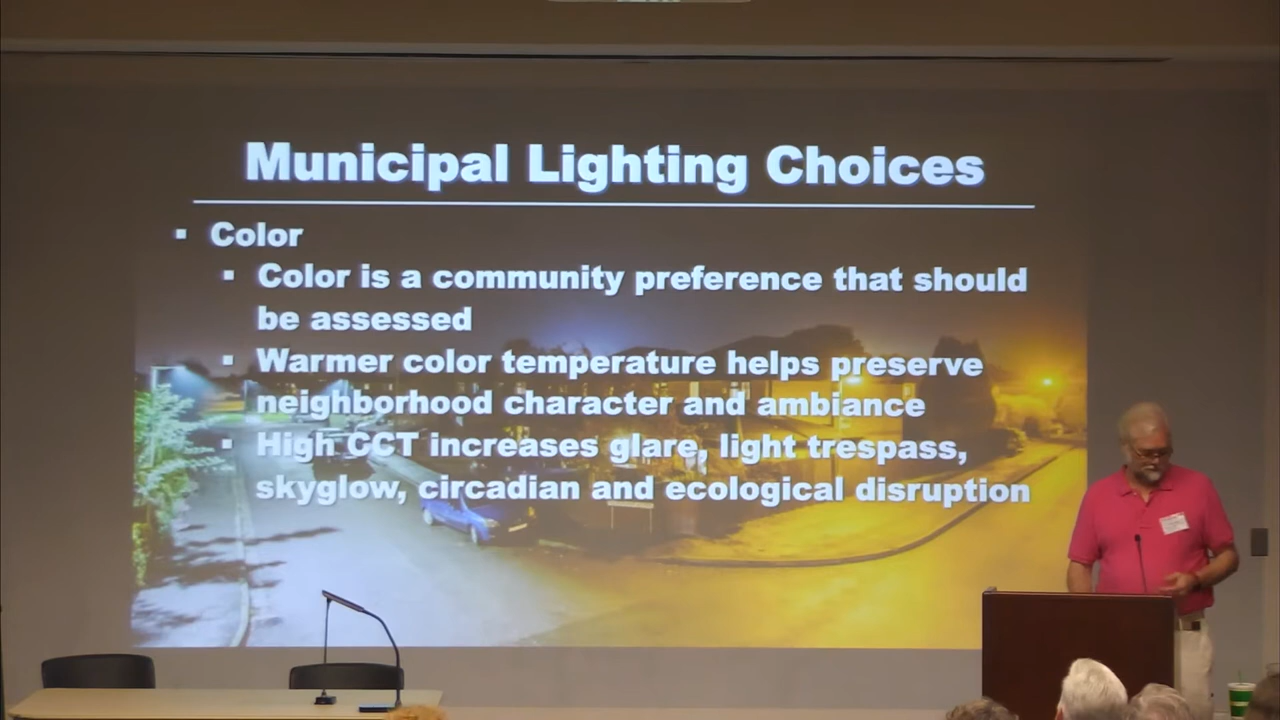 Municipal Lighting Choices
▪ Color
▪ Color is a community preference that should
be assessed
▪ Warmer color temperature helps preserve
neighborhood character and ambiance
▪ High CCT increases glare, light trespass,
skyglow, circadian and ecological disruption